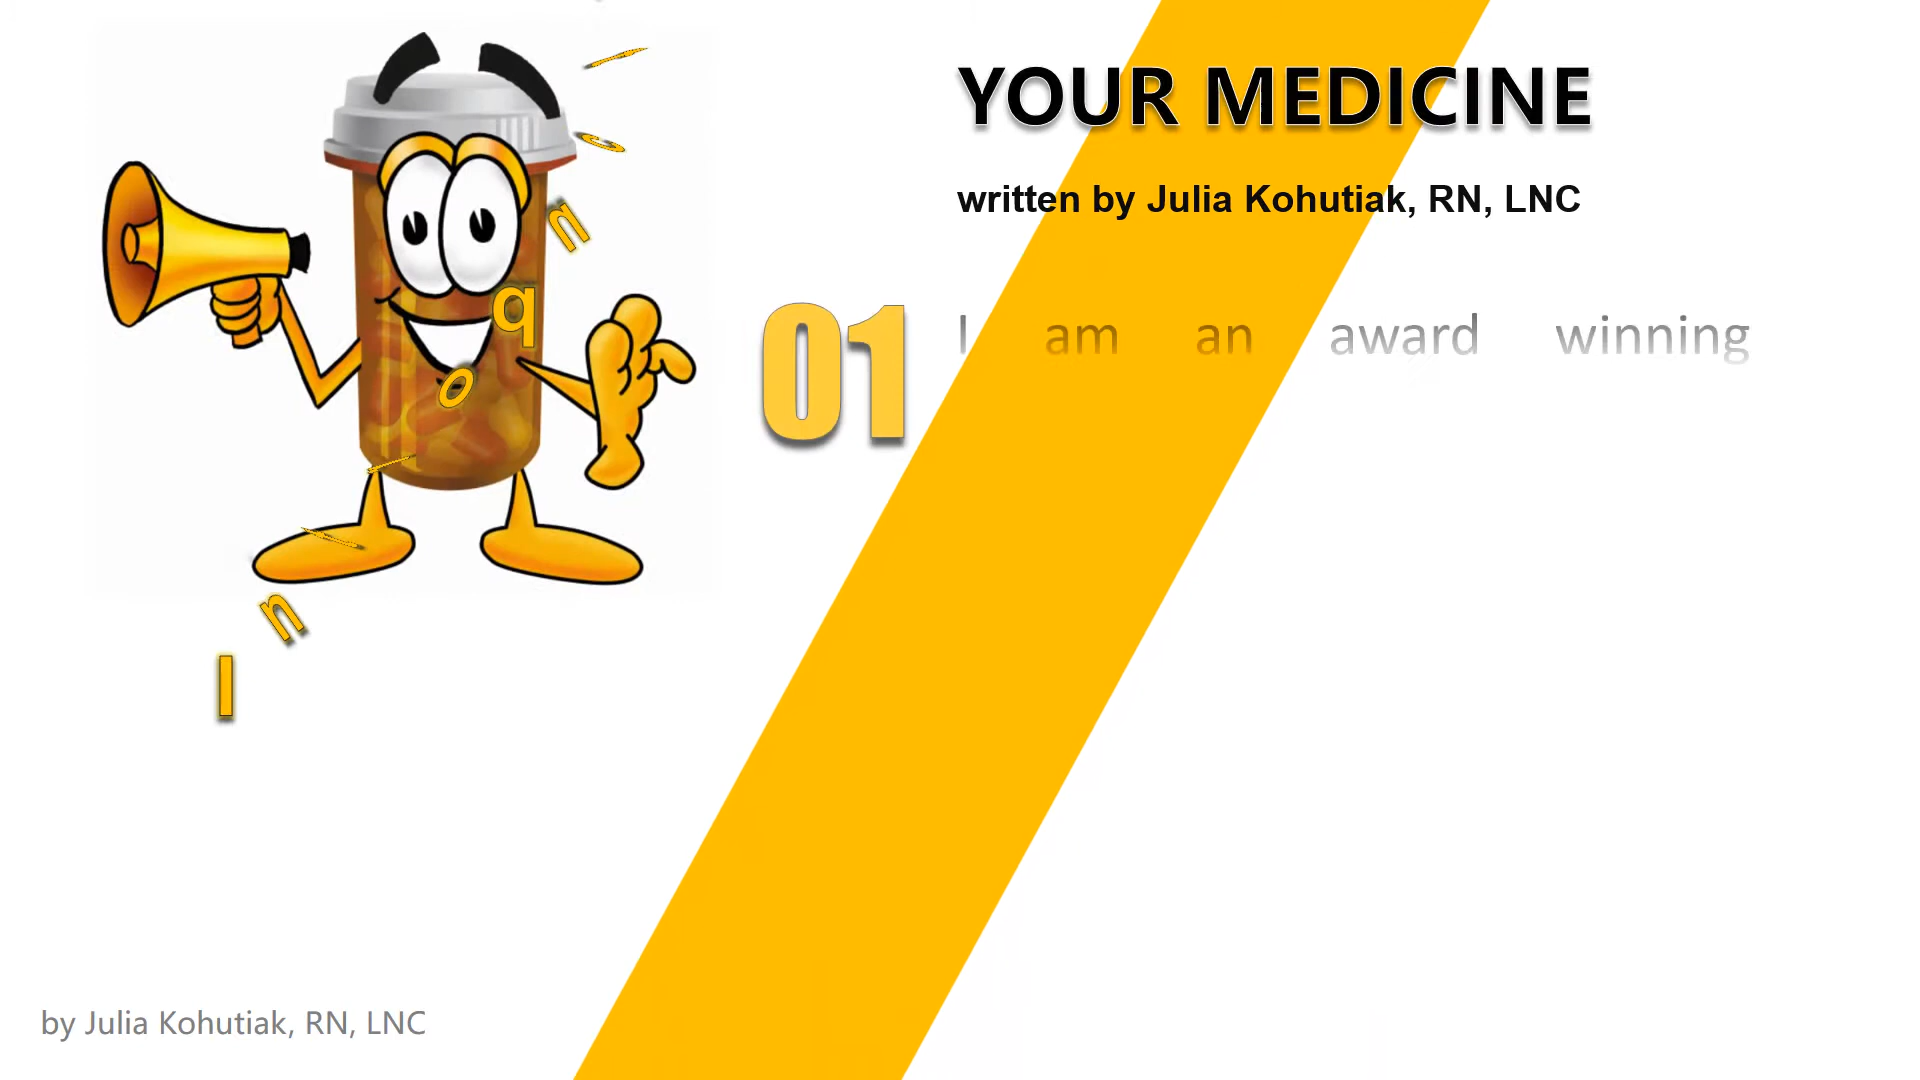 YOUR MEDICINE
written by Julia Kohutiak, RN, LNC
01
I am an award winning
by Julia Kohutiak, RN, LNC